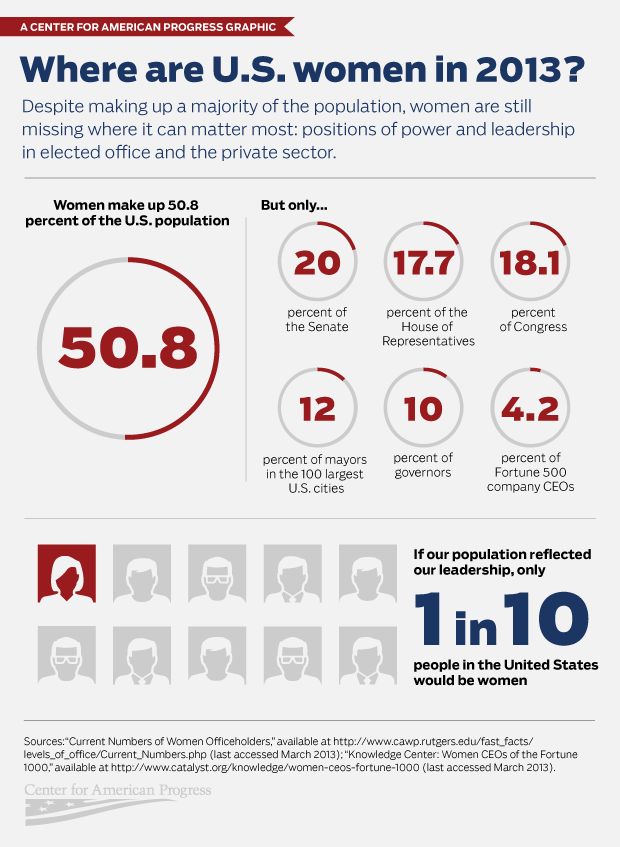 A CENTER FOR AMERICAN PROGRESS GRAPHIC
Where are U.S. women in 2013?
Despite making up a majority of the population, women are still
missing where it can matter most: positions of power and leadership
in elected office and the private sector.
Women make up 50.8
percent of the U.S. population
50.8
But only...
20
percent of
the Senate
17.7
percent of the
House of
Representatives
18.1
percent
of Congress
12
percent of mayors
in the 100 largest
U.S. cities
10
percent of
governors
4.2
percent of
Fortune 500
company CEOs
If our population reflected
our leadership, only
1 in 10
people in the United States
would be women
Sources: “Current Numbers of Women Officeholders,” available at http://www.cawp.rutgers.edu/fast_facts/
levels_of_office/Current_Numbers.php (last accessed March 2013); “Knowledge Center: Women CEOs of the Fortune
1000,” available at http://www.catalyst.org/knowledge/women-ceos-fortune-1000 (last accessed March 2013).
Center for American Progress